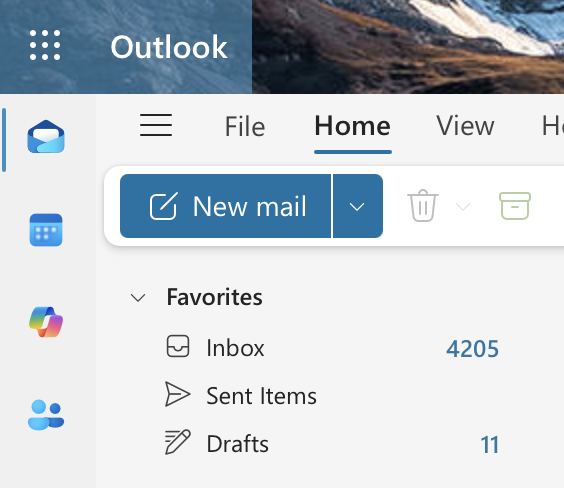 Outlook
File Home View
New mail
Favorites
Inbox 4205
Sent Items
Drafts 11